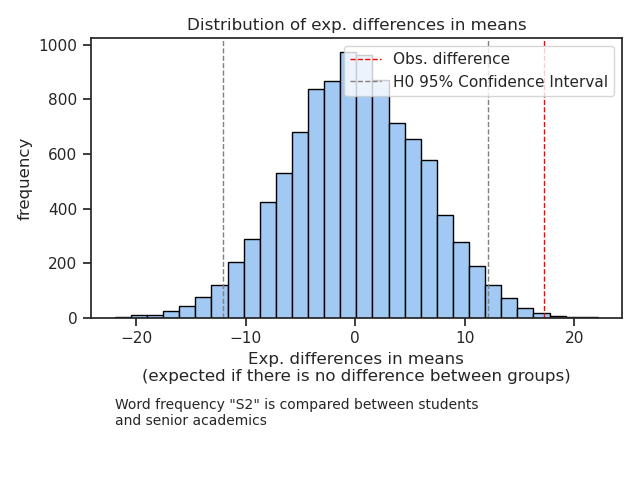 Distribution of exp. differences in means
Obs. difference
H0 95% Confidence Interval
frequency
1000
800
600
400
200
0
−20
−10
0
10
20
Exp. differences in means
(expected if there is no difference between groups)
Word frequency "S2" is compared between students
and senior academics